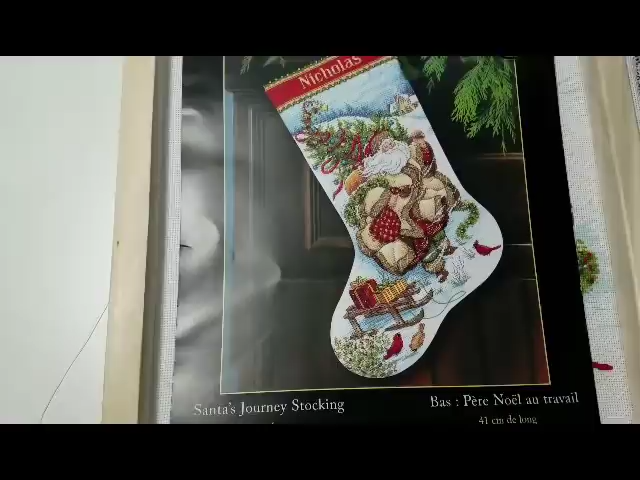 Nicholas
Santa's Journey Stocking
Bas : Père Noël au travail
41 cm de long